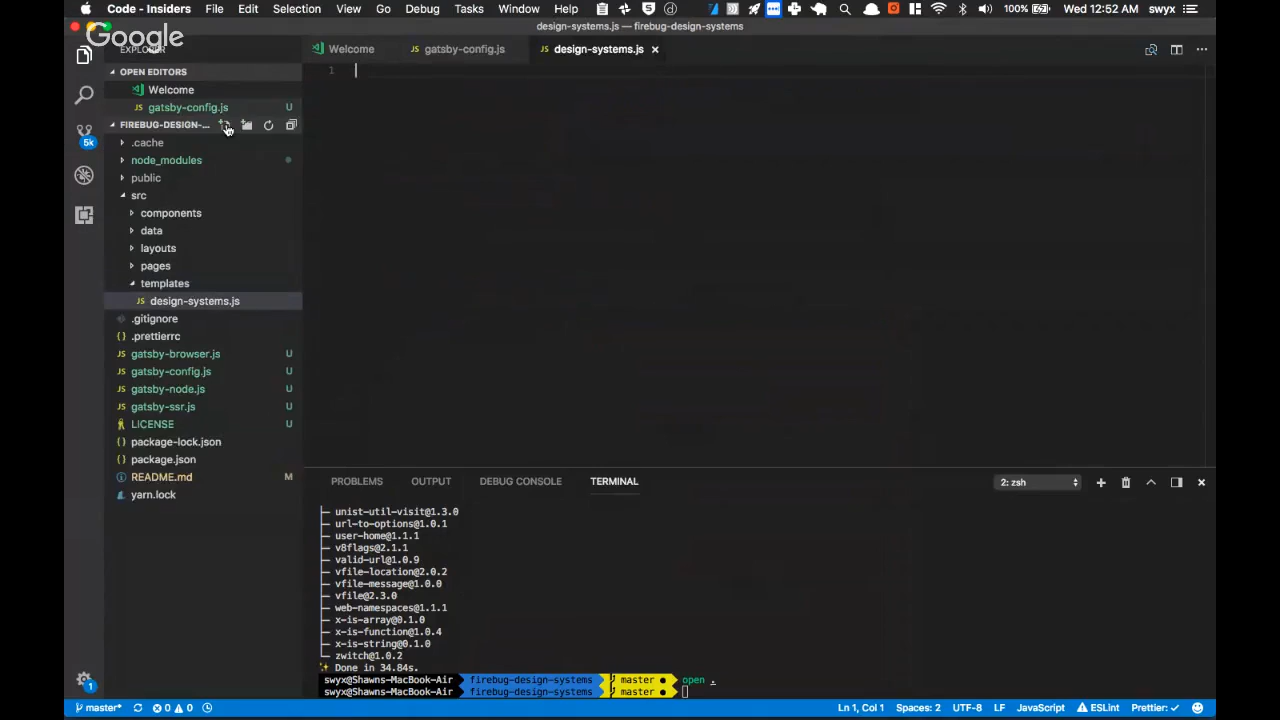 Code - Insiders File Edit Selection View Go Debug Tasks Window Help 5 100% Wed 12:52 AM swyx
design-systems.js — firebug-design-systems
Google
EXPLORER
Welcome gatsby-config.js design-systems.js
OPEN EDITORS
Welcome
gatsby-config.js U
FIREBUG-DESIGN-...
.cache
node_modules
public
src
components
data
layouts
pages
templates
JS design-systems.js
.gitignore
{} .prettierrc
JS gatsby-browser.js U
JS gatsby-config.js U
JS gatsby-node.js U
JS gatsby-ssr.js U
LICENSE U
{} package-lock.json
{} package.json
README.md M
yarn.lock
5k
1
1
PROBLEMS OUTPUT DEBUG CONSOLE TERMINAL 2: zsh
├─ unist-util-visit@1.3.0
├─ url-to-options@1.0.1
├─ user-home@1.1.1
├─ v8flags@2.1.1
├─ valid-url@1.0.9
├─ vfile-location@2.0.2
├─ vfile-message@1.0.0
├─ vfile@2.3.0
├─ web-namespaces@1.1.1
├─ x-is-array@0.1.0
├─ x-is-function@1.0.4
├─ x-is-string@0.1.0
└─ zwitch@1.0.2
✨ Done in 34.84s.
swyx@Shawns-MacBook-Air firebug-design-systems master ● open .
swyx@Shawns-MacBook-Air firebug-design-systems master ●
master* 0 0 Ln 1, Col 1 Spaces: 2 UTF-8 LF JavaScript ESLint Prettier: ✓